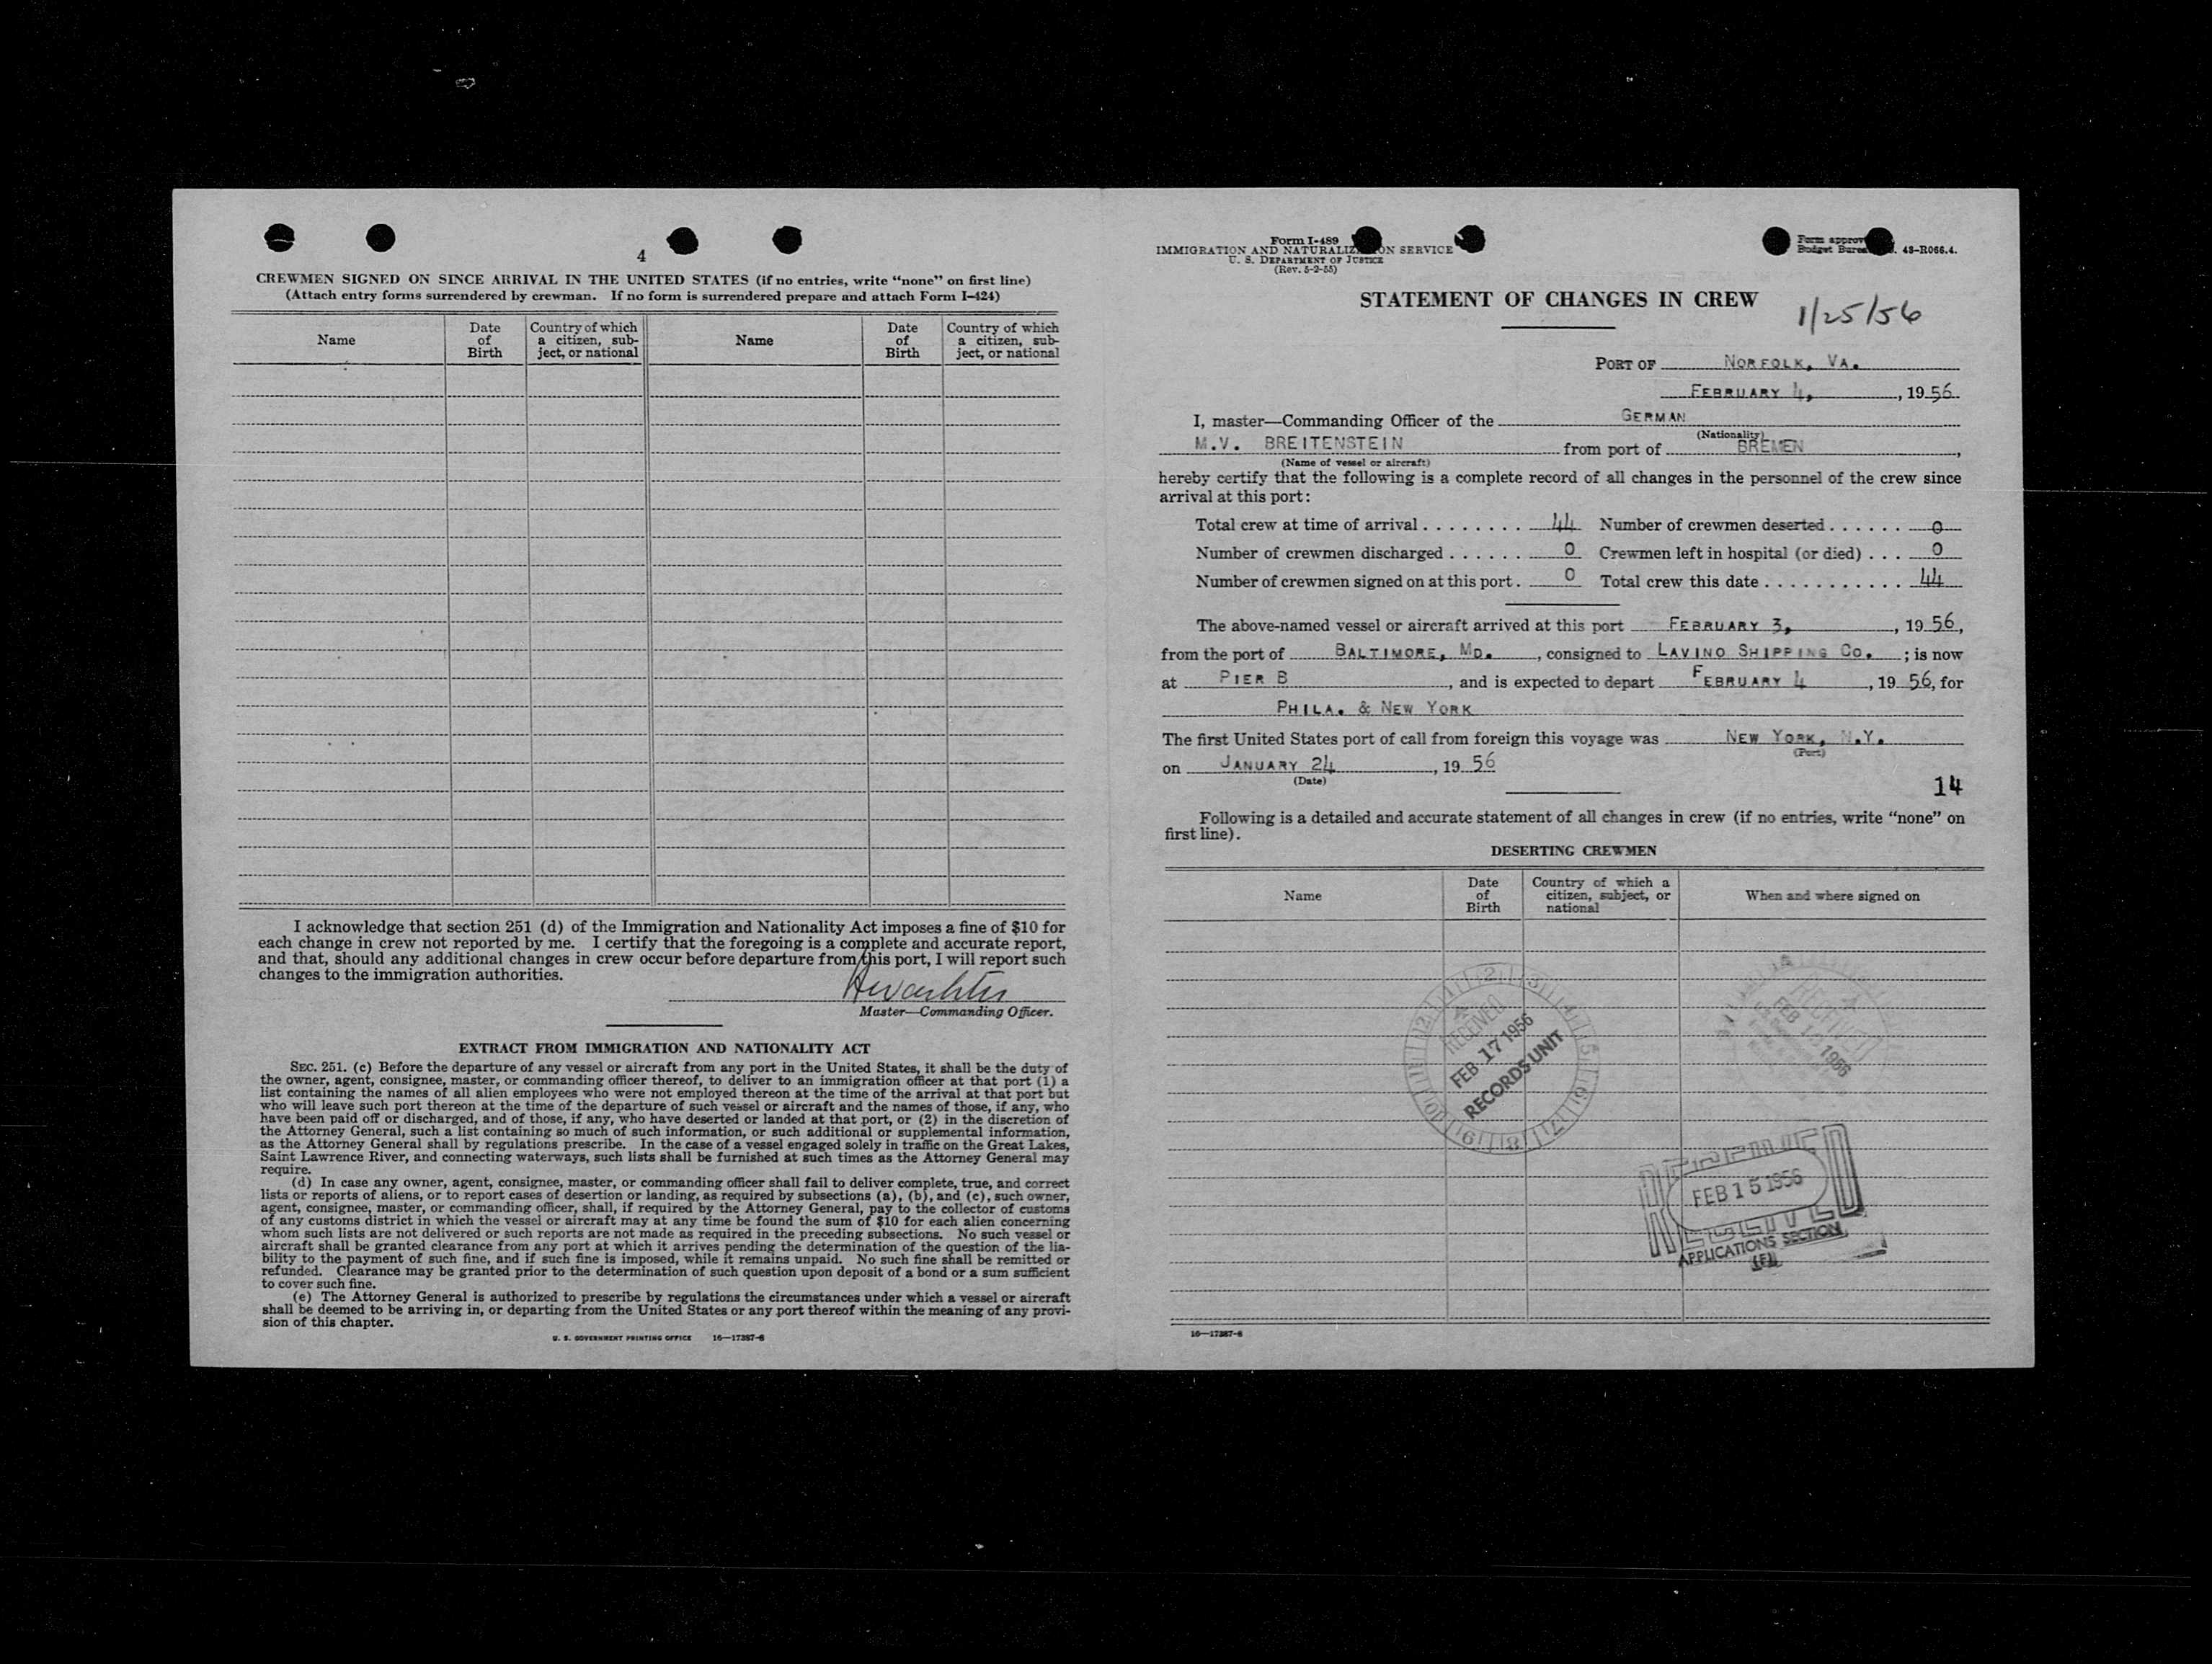 4
CREWMEN SIGNED ON SINCE ARRIVAL IN THE UNITED STATES (if no entries, write “none” on first line)
(Attach entry forms surrendered by crewman. If no form is surrendered prepare and attach Form I–424)
Name
Date of Birth
Country of which a citizen, sub-
ject, or national
Name
Date of Birth
Country of which a citizen, sub-
ject, or national
I acknowledge that section 251 (d) of the Immigration and Nationality Act imposes a fine of $10 for
each change in crew not reported by me. I certify that the foregoing is a complete and accurate report,
and that, should any additional changes in crew occur before departure from this port, I will report such
changes to the immigration authorities.
Master—Commanding Officer.
EXTRACT FROM IMMIGRATION AND NATIONALITY ACT
SEC. 251. (c) Before the departure of any vessel or aircraft from any port in the United States, it shall be the duty of
the owner, agent, consignee, master, or commanding officer thereof, to deliver to an immigration officer at that port (1) a
list containing the names of all alien employees who were not employed thereon at the time of the arrival at that port but
who will leave such port thereon at the time of the departure of such vessel or aircraft and the names of those, if any, who
have been paid off or discharged, and of those, if any, who have deserted or landed at that port, or (2) in the discretion of
the Attorney General, such a list containing so much of such information, or such additional or supplemental information,
as the Attorney General shall by regulations prescribe. In the case of a vessel engaged solely in traffic on the Great Lakes,
Saint Lawrence River, and connecting waterways, such lists shall be furnished at such times as the Attorney General may
require.
(d) In case any owner, agent, consignee, master, or commanding officer shall fail to deliver complete, true, and correct
lists or reports of aliens, or to report cases of desertion or landing, as required by subsections (a), (b), and (c), such owner,
agent, consignee, master, or commanding officer, shall, if required by the Attorney General, pay to the collector of customs
of any customs district in which the vessel or aircraft may at any time be found the sum of $10 for each alien concerning
whom such lists are not delivered or such reports are not made as required in the preceding subsections. No such vessel or
aircraft shall be granted clearance from any port at which it arrives pending the determination of the question of the lia-
bility to the payment of such fine, and if such fine is imposed, while it remains unpaid. No such fine shall be remitted or
refunded. Clearance may be granted prior to the determination of such question upon deposit of a bond or a sum sufficient
to cover such fine.
(e) The Attorney General is authorized to prescribe by regulations the circumstances under which a vessel or aircraft
shall be deemed to be arriving in, or departing from the United States or any port thereof within the meaning of any provi-
sion of this chapter.
U. S. GOVERNMENT PRINTING OFFICE 16—17387-6
Form I-489
IMMIGRATION AND NATURALIZATION SERVICE
U. S. DEPARTMENT OF JUSTICE
(Rev. 5-2-55)
Form approv
Budget Burea 43-R066.4.
STATEMENT OF CHANGES IN CREW
1/25/56
PORT OF NORFOLK, VA.
FEBRUARY 4, , 1956
I, master—Commanding Officer of the GERMAN
(Nationality)
M.V. BREITENSTEIN from port of BREMEN ,
(Name of vessel or aircraft)
hereby certify that the following is a complete record of all changes in the personnel of the crew since
arrival at this port:
Total crew at time of arrival . . . . . . . . 44 Number of crewmen deserted . . . . . . 0
Number of crewmen discharged . . . . . . 0 Crewmen left in hospital (or died) . . . 0
Number of crewmen signed on at this port . 0 Total crew this date . . . . . . . . . . . 44
The above-named vessel or aircraft arrived at this port FEBRUARY 3, , 1956,
from the port of BALTIMORE, MD. , consigned to LAVINO SHIPPING CO. ; is now
at PIER B , and is expected to depart FEBRUARY 4 , 1956, for
PHILA. & NEW YORK
The first United States port of call from foreign this voyage was NEW YORK, N.Y.
(Port)
on JANUARY 24 , 1956
(Date)
14
Following is a detailed and accurate statement of all changes in crew (if no entries, write “none” on
first line).
DESERTING CREWMEN
Name
Date of Birth
Country of which a citizen, subject, or national
When and where signed on
RECEIVED
FEB 17 1956
RECORDS UNIT
RECEIVED
FEB 1
1956
RECEIVED
FEB 15 1956
APPLICATIONS SECTION
16—17387-6